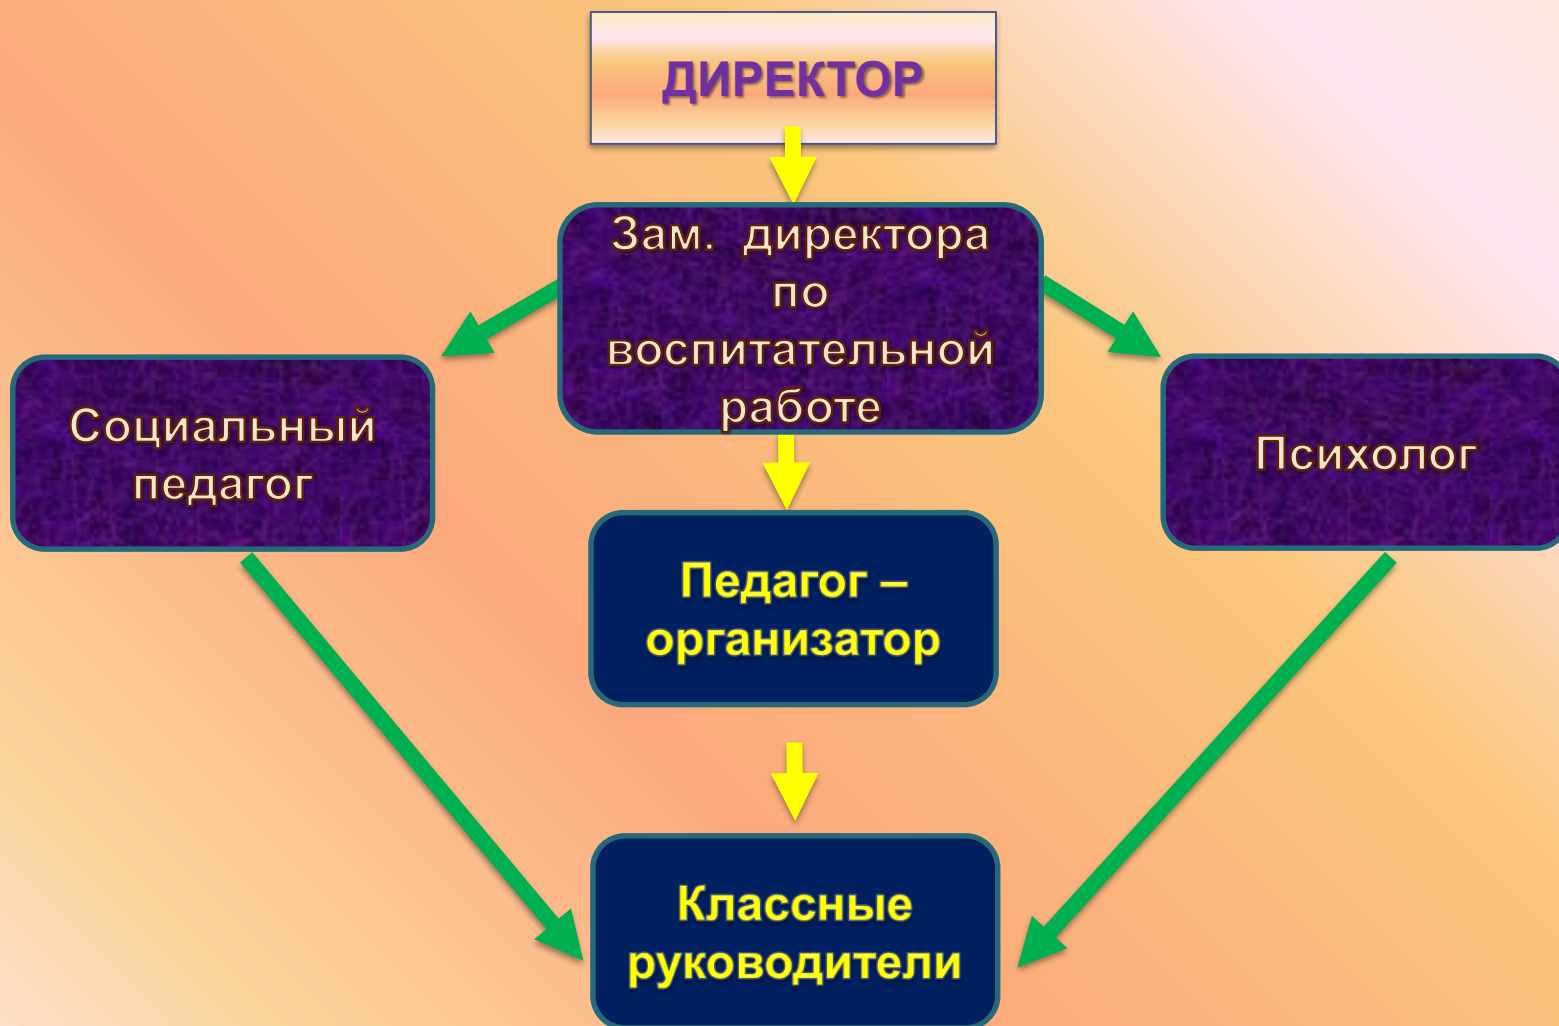 ДИРЕКТОР
Зам. директора
по
воспитательной
работе
Социальный
педагог
Психолог
Педагог –
организатор
Классные
руководители